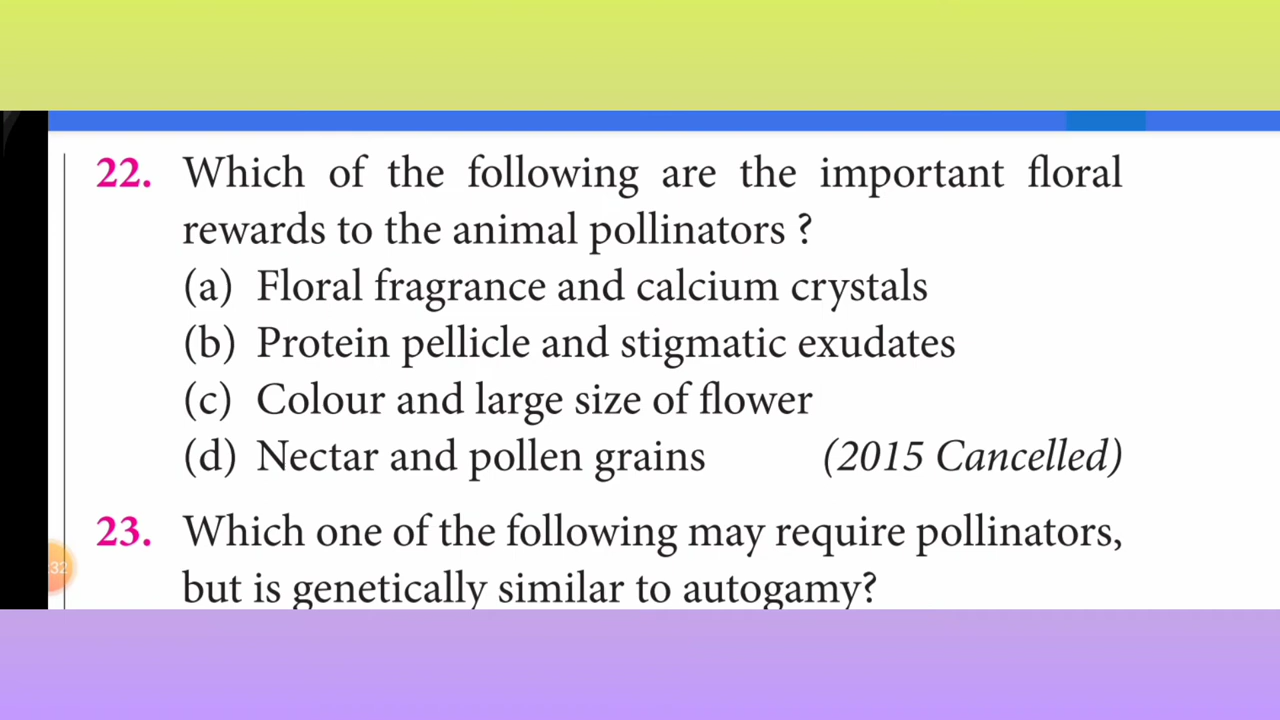 22. Which of the following are the important floral
rewards to the animal pollinators ?
(a) Floral fragrance and calcium crystals
(b) Protein pellicle and stigmatic exudates
(c) Colour and large size of flower
(d) Nectar and pollen grains (2015 Cancelled)
23. Which one of the following may require pollinators,
32
but is genetically similar to autogamy?